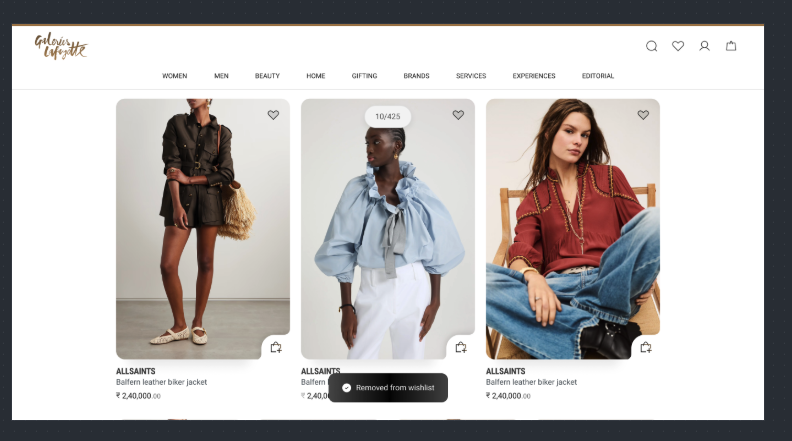 Galeries
Lafayette
WOMEN MEN BEAUTY HOME GIFTING BRANDS SERVICES EXPERIENCES EDITORIAL
10/425
ALLSAINTS
Balfern leather biker jacket
₹ 2,40,000.00
ALLSAINTS
Balfern l
₹ 2,40,0
ALLSAINTS
Balfern leather biker jacket
₹ 2,40,000.00
Removed from wishlist